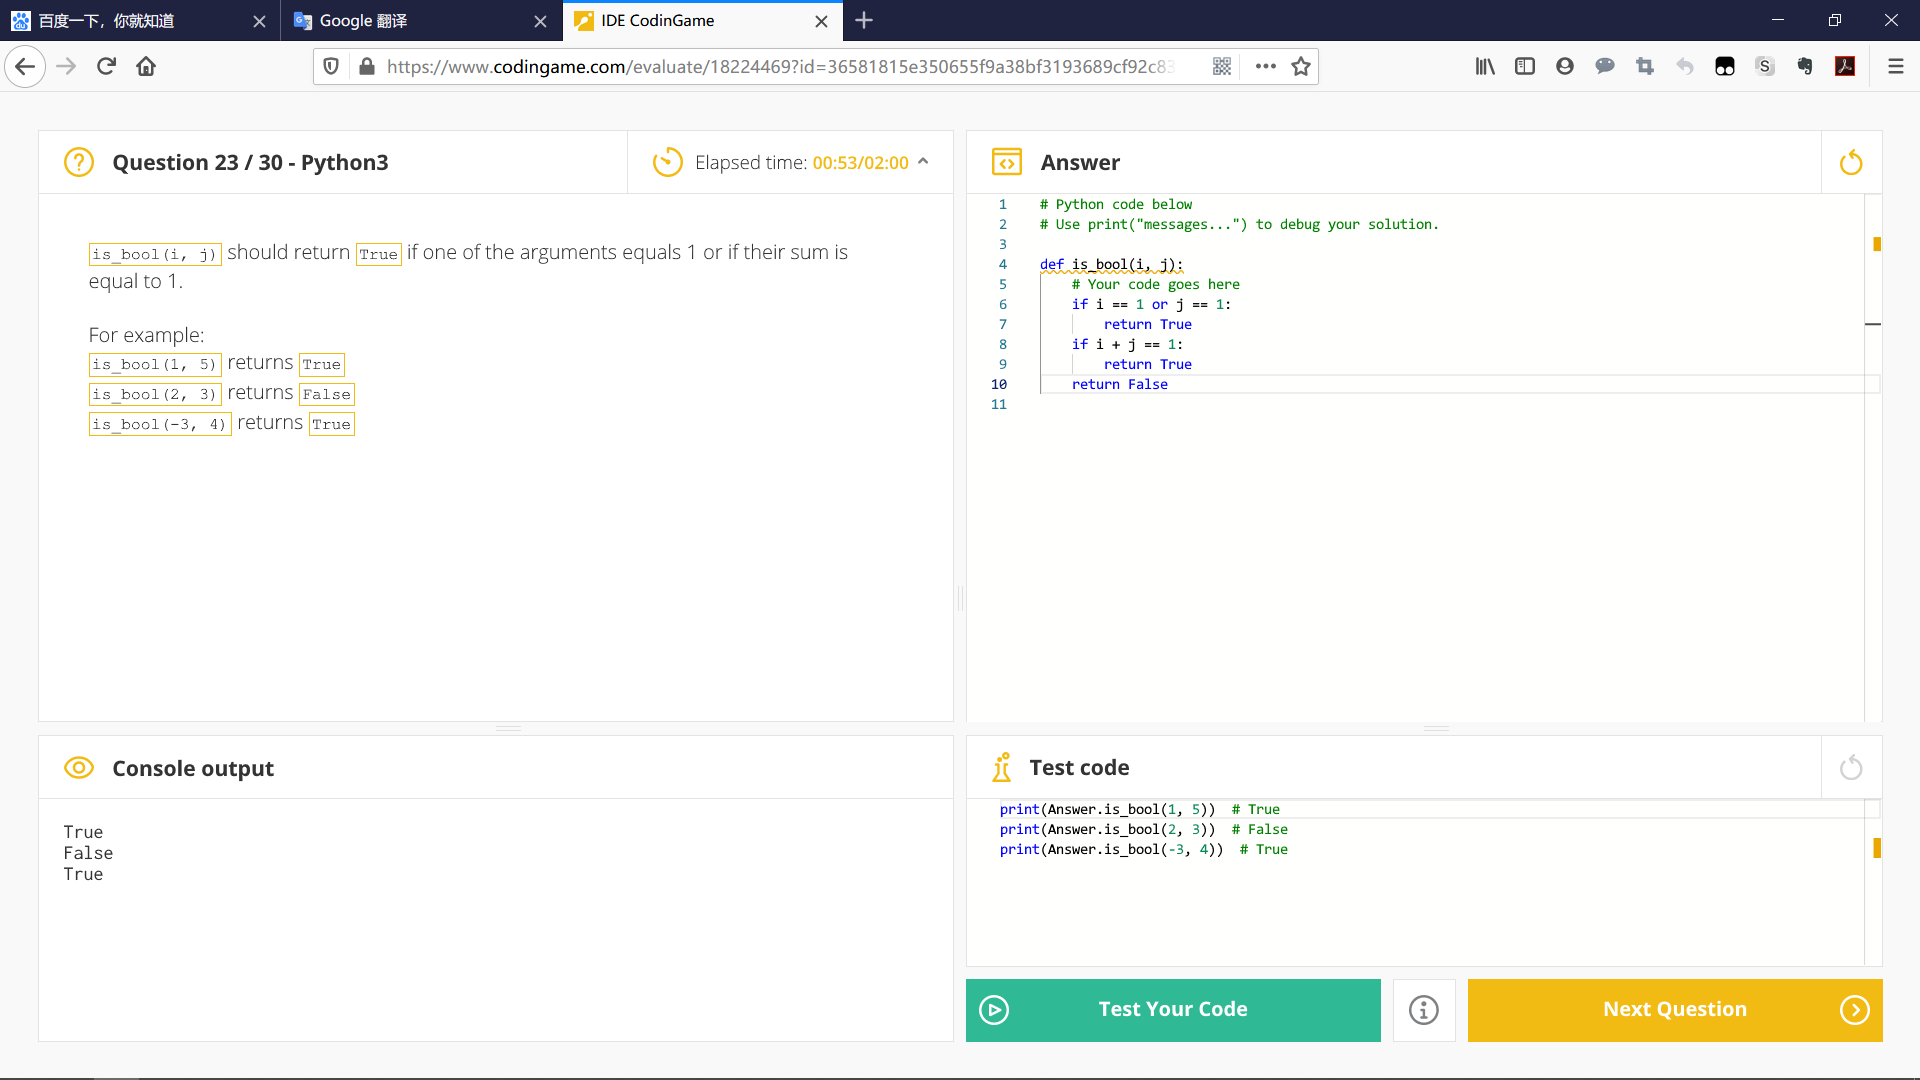 百度一下，你就知道
Google 翻译
IDE CodinGame
https://www.codingame.com/evaluate/18224469?id=36581815e350655f9a38bf3193689cf92c83
Question 23 / 30 - Python3
Elapsed time: 00:53/02:00
is_bool(i, j) should return True if one of the arguments equals 1 or if their sum is
equal to 1.
For example:
is_bool(1, 5) returns True
is_bool(2, 3) returns False
is_bool(-3, 4) returns True
Answer
1 # Python code below
2 # Use print("messages...") to debug your solution.
3
4 def is_bool(i, j):
5 # Your code goes here
6 if i == 1 or j == 1:
7 return True
8 if i + j == 1:
9 return True
10 return False
11
Console output
True
False
True
Test code
print(Answer.is_bool(1, 5)) # True
print(Answer.is_bool(2, 3)) # False
print(Answer.is_bool(-3, 4)) # True
Test Your Code
Next Question